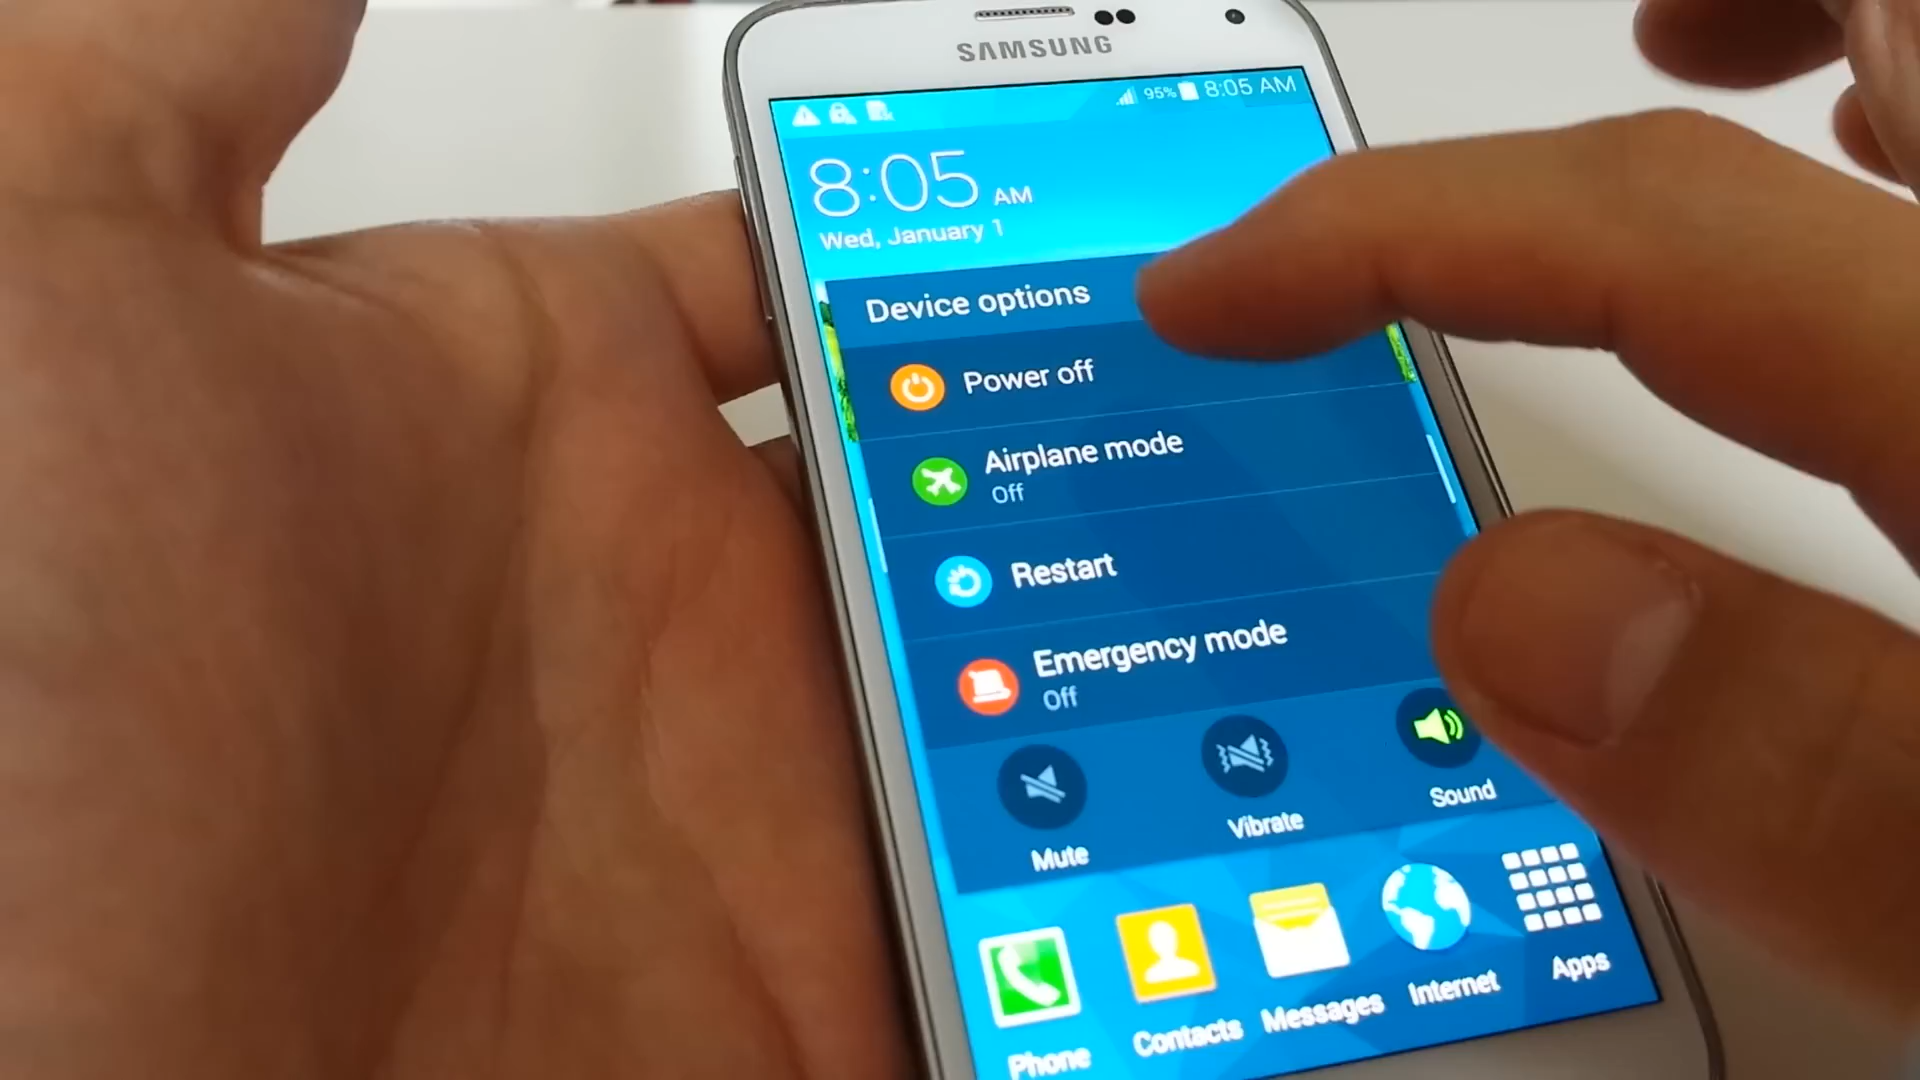 SAMSUNG
95% 8:05 AM
8:05 AM
Wed, January 1
Device options
Power off
Airplane mode
Off
Restart
Emergency mode
Off
Mute
Vibrate
Sound
Phone
Contacts
Messages
Internet
Apps